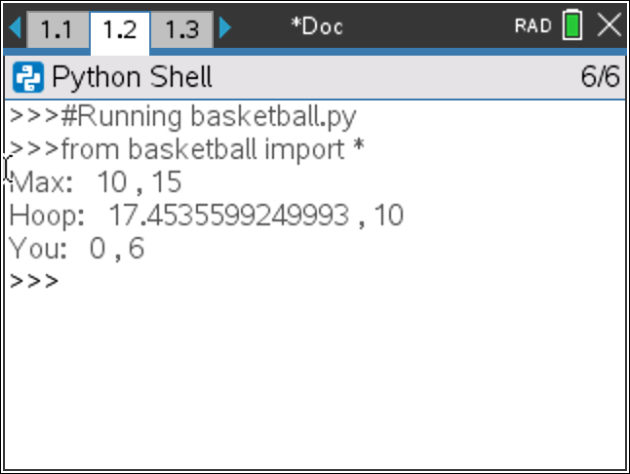 1.1 1.2 1.3 *Doc RAD
Python Shell 6/6
>>>#Running basketball.py
>>>from basketball import *
Max: 10 , 15
Hoop: 17.4535599249993 , 10
You: 0 , 6
>>>